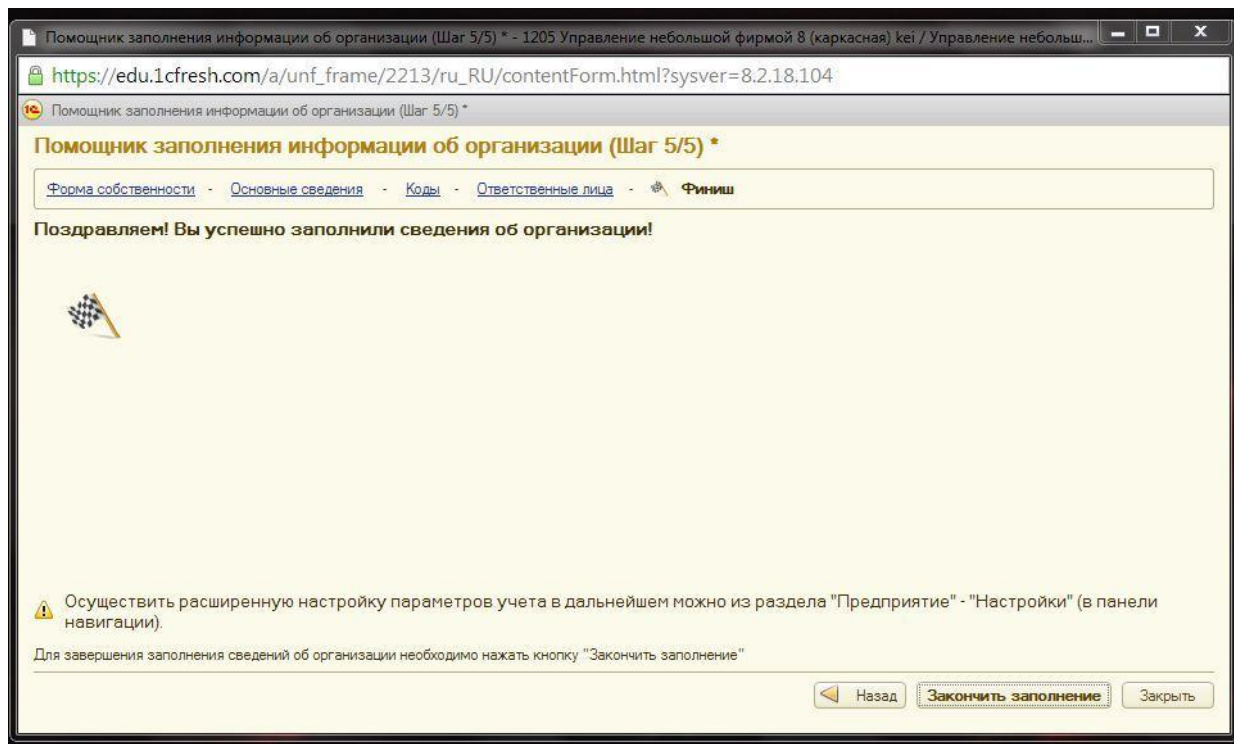 Помощник заполнения информации об организации (Шаг 5/5) * - 1205 Управление небольшой фирмой 8 (каркасная) kei / Управление небольш...
https://edu.1cfresh.com/a/unf_frame/2213/ru_RU/contentForm.html?sysver=8.2.18.104
1С Помощник заполнения информации об организации (Шаг 5/5) *
Помощник заполнения информации об организации (Шаг 5/5) *
Форма собственности - Основные сведения - Коды - Ответственные лица - Финиш
Поздравляем! Вы успешно заполнили сведения об организации!
Осуществить расширенную настройку параметров учета в дальнейшем можно из раздела "Предприятие" - "Настройки" (в панели
навигации).
Для завершения заполнения сведений об организации необходимо нажать кнопку "Закончить заполнение"
Назад Закончить заполнение Закрыть